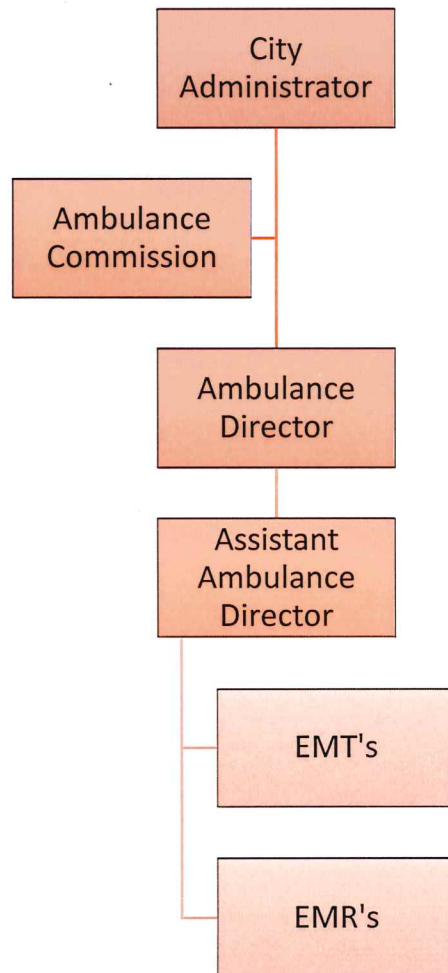 City
Administrator
Ambulance
Commission
Ambulance
Director
Assistant
Ambulance
Director
EMT's
EMR's